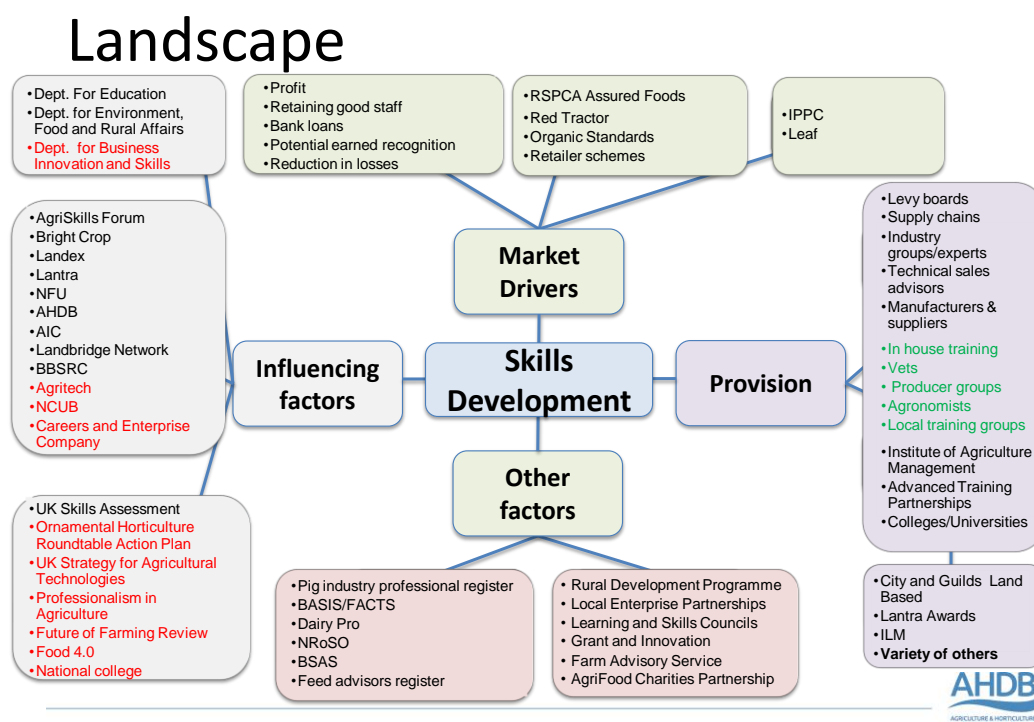 Landscape
•Dept. For Education
•Dept. for Environment,
Food and Rural Affairs
•Dept. for Business
Innovation and Skills
•Profit
•Retaining good staff
•Bank loans
•Potential earned recognition
•Reduction in losses
•RSPCA Assured Foods
•Red Tractor
•Organic Standards
•Retailer schemes
•IPPC
•Leaf
•AgriSkills Forum
•Bright Crop
•Landex
•Lantra
•NFU
•AHDB
•AIC
•Landbridge Network
•BBSRC
•Agritech
•NCUB
•Careers and Enterprise
Company
Market
Drivers
•Levy boards
•Supply chains
•Industry
groups/experts
•Technical sales
advisors
•Manufacturers &
suppliers
•In house training
•Vets
• Producer groups
•Agronomists
•Local training groups
•Institute of Agriculture
Management
•Advanced Training
Partnerships
•Colleges/Universities
Influencing
factors
Skills
Development
Provision
Other
factors
•UK Skills Assessment
•Ornamental Horticulture
Roundtable Action Plan
•UK Strategy for Agricultural
Technologies
•Professionalism in
Agriculture
•Future of Farming Review
•Food 4.0
•National college
•Pig industry professional register
•BASIS/FACTS
•Dairy Pro
•NRoSO
•BSAS
•Feed advisors register
• Rural Development Programme
• Local Enterprise Partnerships
• Learning and Skills Councils
• Grant and Innovation
• Farm Advisory Service
• AgriFood Charities Partnership
•City and Guilds Land
Based
•Lantra Awards
•ILM
•Variety of others
AHDB
AGRICULTURE & HORTICULTURE